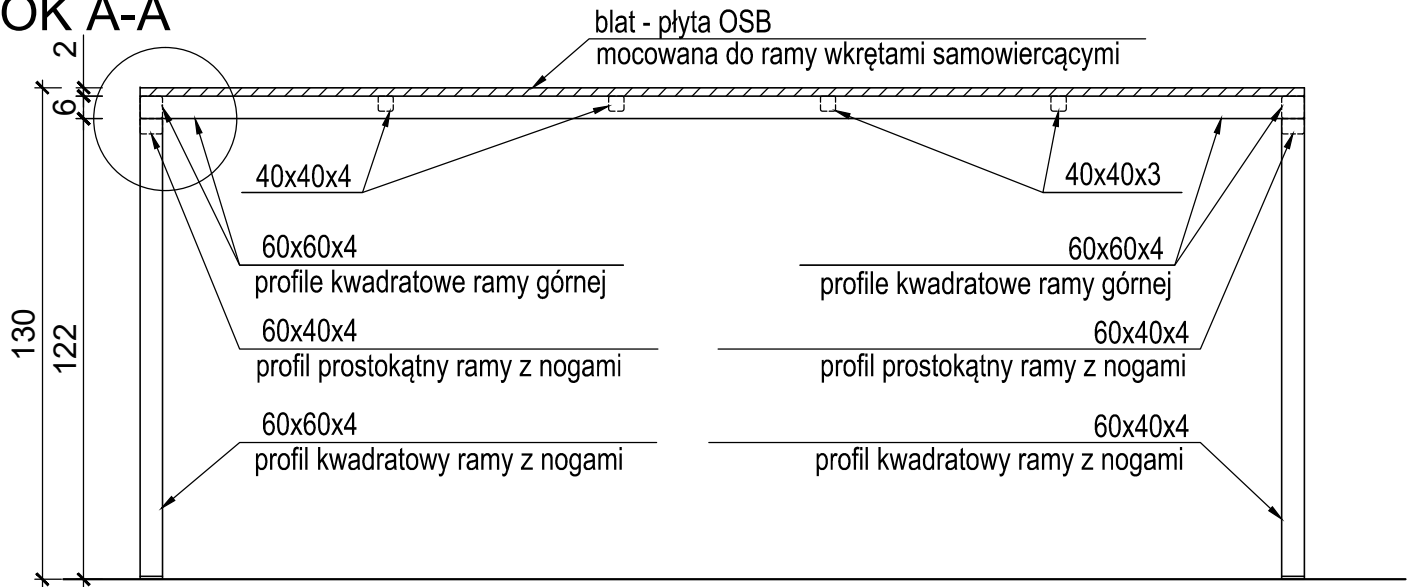 OK A-A
blat - płyta OSB
mocowana do ramy wkrętami samowiercącymi
2
6
130
122
40x40x4
40x40x3
60x60x4
profile kwadratowe ramy górnej
60x60x4
profile kwadratowe ramy górnej
60x40x4
profil prostokątny ramy z nogami
60x40x4
profil prostokątny ramy z nogami
60x60x4
profil kwadratowy ramy z nogami
60x40x4
profil kwadratowy ramy z nogami